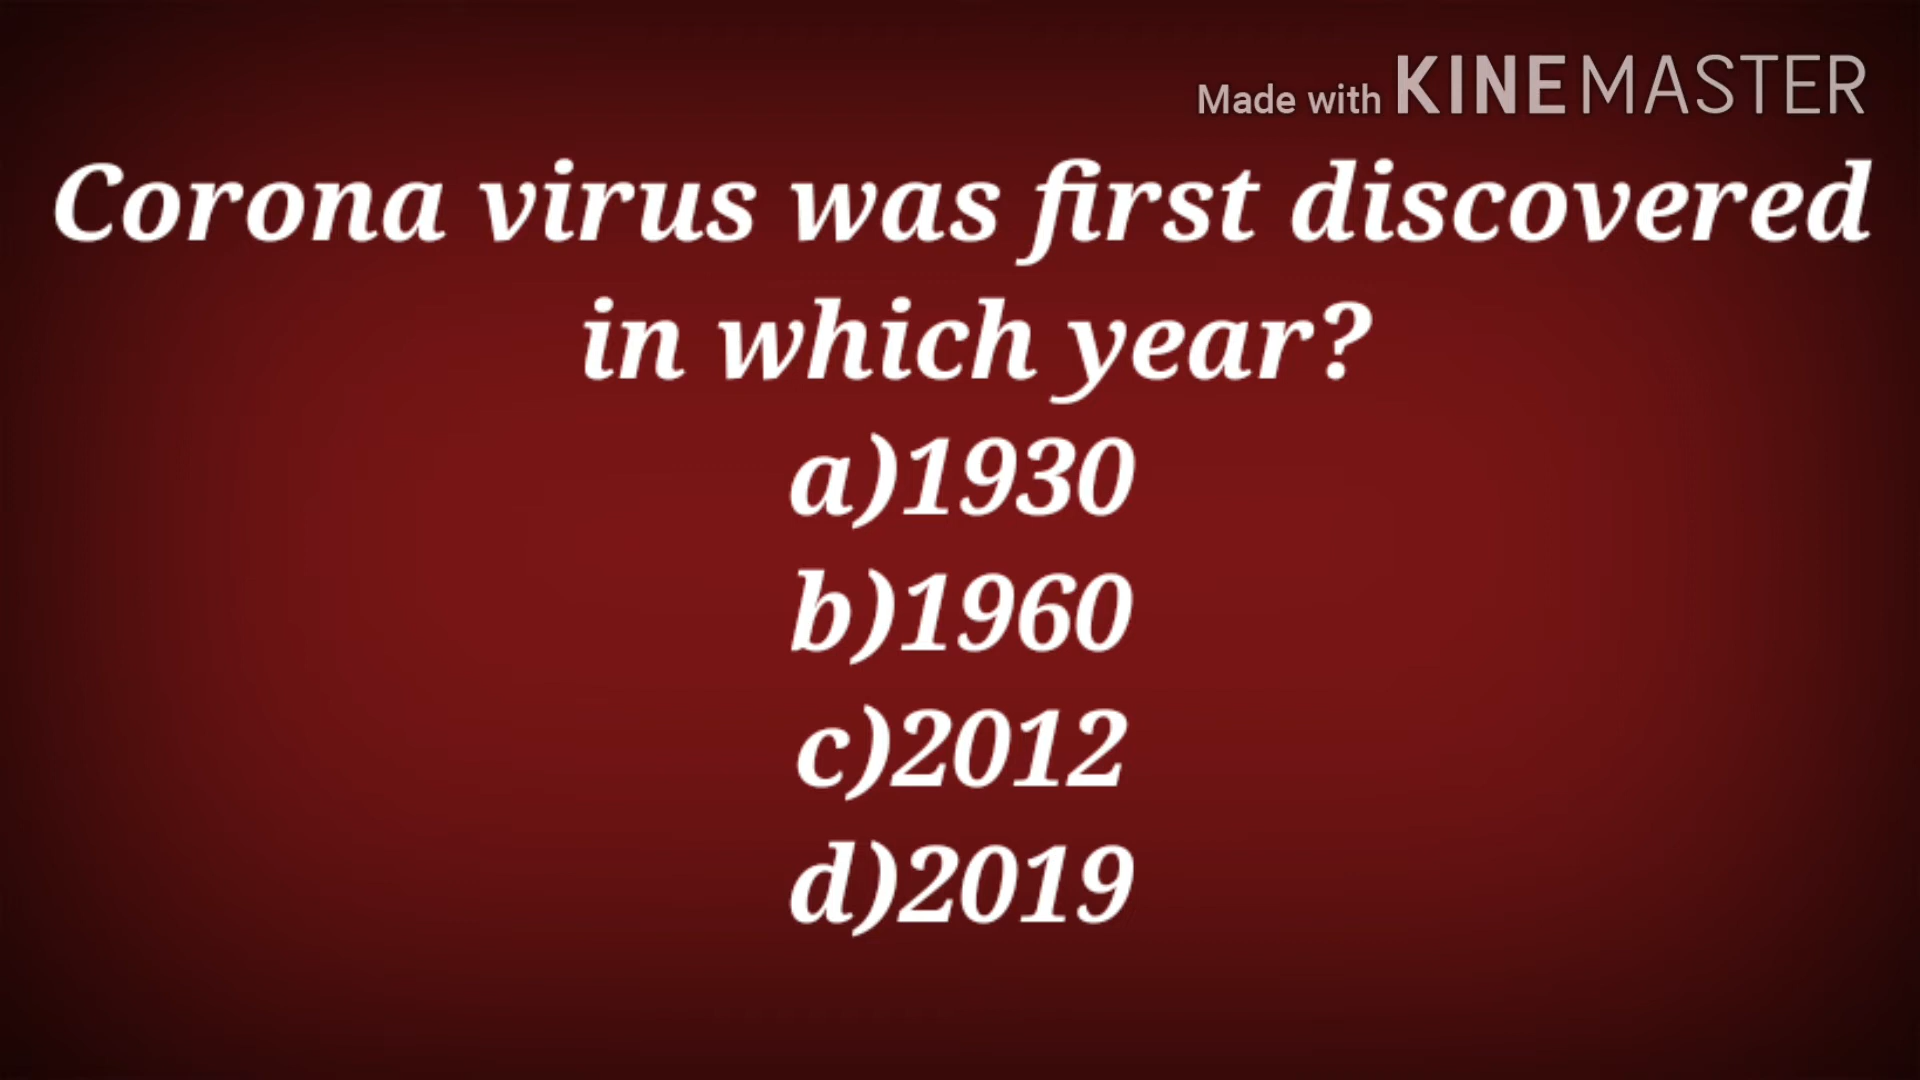 Made with KINEMASTER
Corona virus was first discovered
in which year?
a)1930
b)1960
c)2012
d)2019